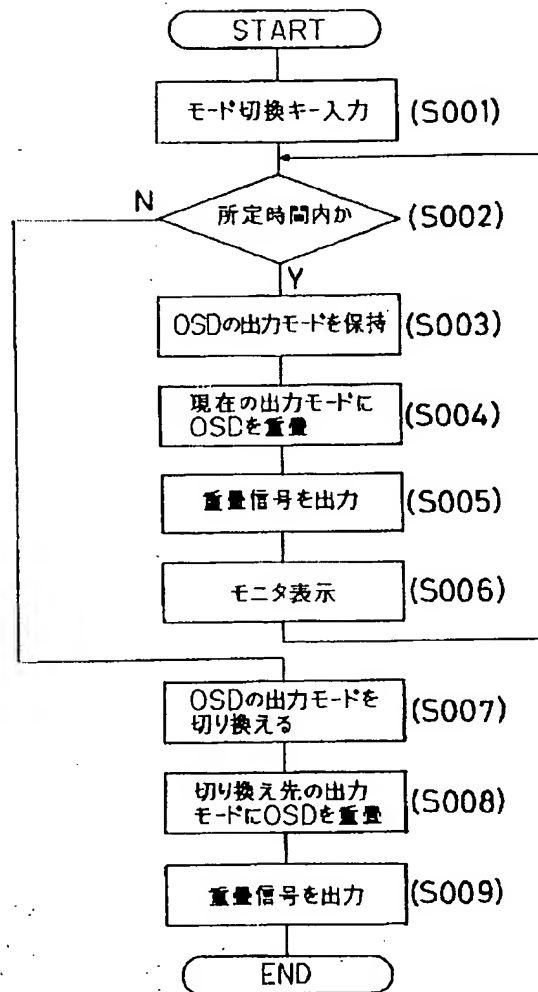 START
モード切換キー入力 (S001)
N 所定時間内か (S002)
Y
OSDの出力モードを保持 (S003)
現在の出力モードに
OSDを重畳 (S004)
重畳信号を出力 (S005)
モニタ表示 (S006)
OSDの出力モードを
切り換える (S007)
切り換え先の出力
モードにOSDを重畳 (S008)
重畳信号を出力 (S009)
END